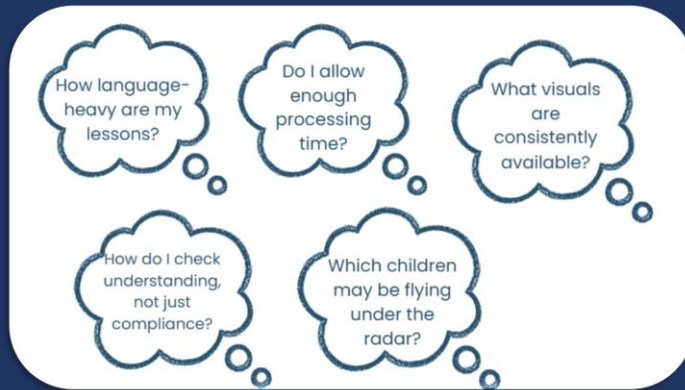 How language-
heavy are my
lessons?
Do I allow
enough
processing
time?
What visuals
are
consistently
available?
How do I check
understanding,
not just
compliance?
Which children
may be flying
under the
radar?